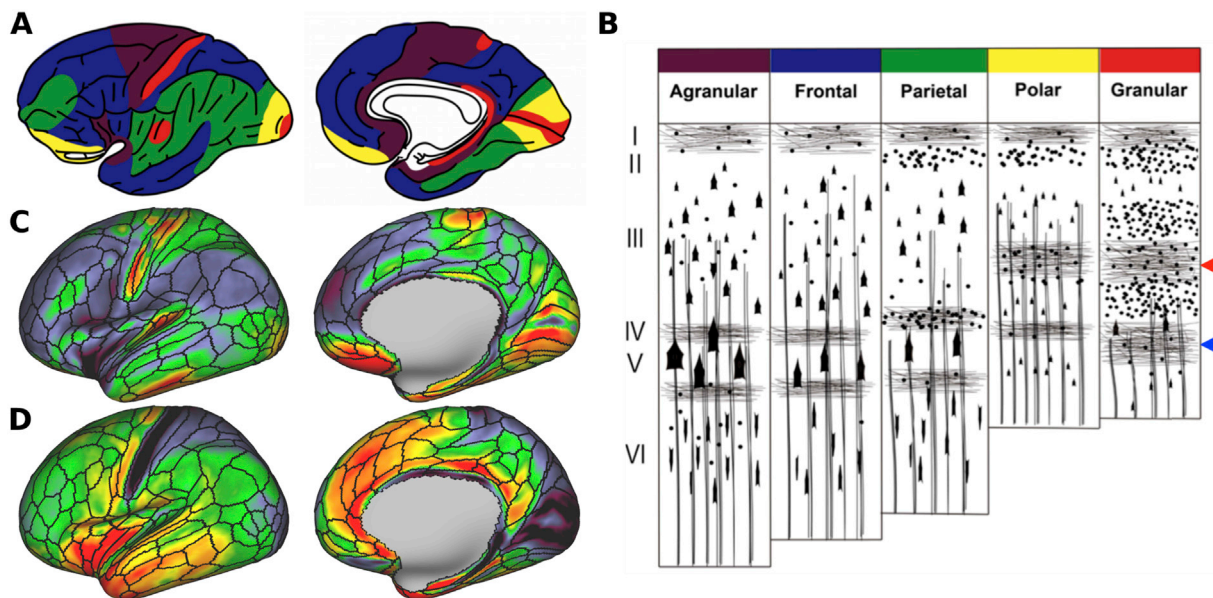 A
B
Agranular
Frontal
Parietal
Polar
Granular
I
II
III
IV
V
VI
C
D